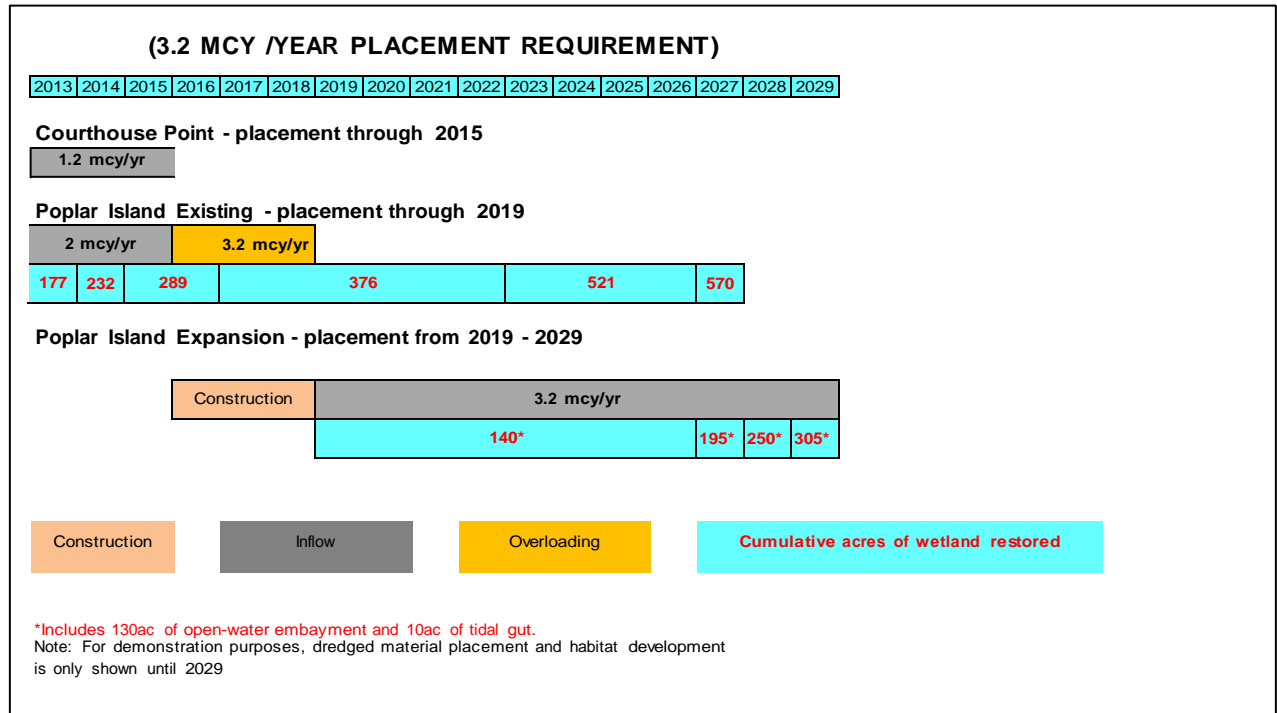 (3.2 MCY /YEAR PLACEMENT REQUIREMENT)
2013 2014 2015 2016 2017 2018 2019 2020 2021 2022 2023 2024 2025 2026 2027 2028 2029
Courthouse Point - placement through 2015
1.2 mcy/yr
Poplar Island Existing - placement through 2019
2 mcy/yr 3.2 mcy/yr
177 232 289 376 521 570
Poplar Island Expansion - placement from 2019 - 2029
Construction 3.2 mcy/yr
140* 195* 250* 305*
Construction Inflow Overloading Cumulative acres of wetland restored
*Includes 130ac of open-water embayment and 10ac of tidal gut.
Note: For demonstration purposes, dredged material placement and habitat development
is only shown until 2029